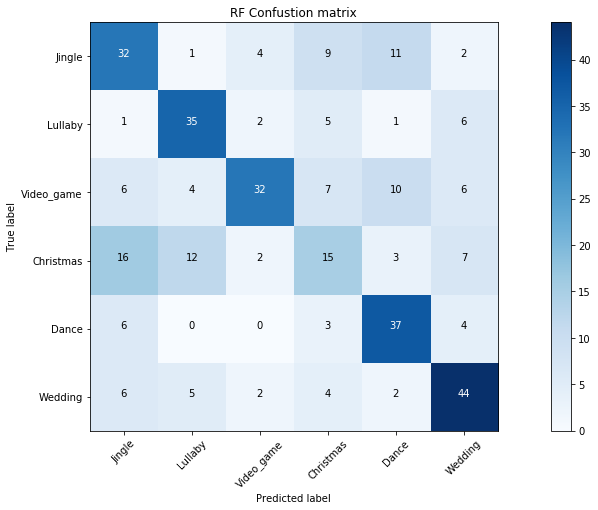 RF Confustion matrix
Jingle 32 1 4 9 11 2
Lullaby 1 35 2 5 1 6
Video_game 6 4 32 7 10 6
Christmas 16 12 2 15 3 7
Dance 6 0 0 3 37 4
Wedding 6 5 2 4 2 44
True label
Jingle Lullaby Video_game Christmas Dance Wedding
Predicted label
40
35
30
25
20
15
10
5
0